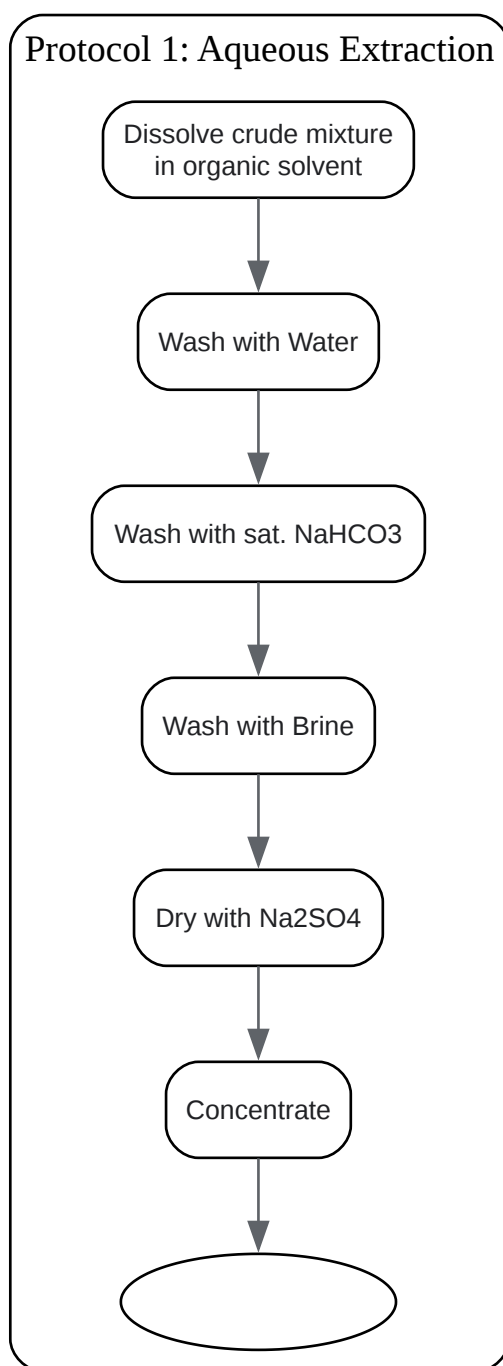 Protocol 1: Aqueous Extraction
Dissolve crude mixture
in organic solvent
Wash with Water
Wash with sat. NaHCO3
Wash with Brine
Dry with Na2SO4
Concentrate